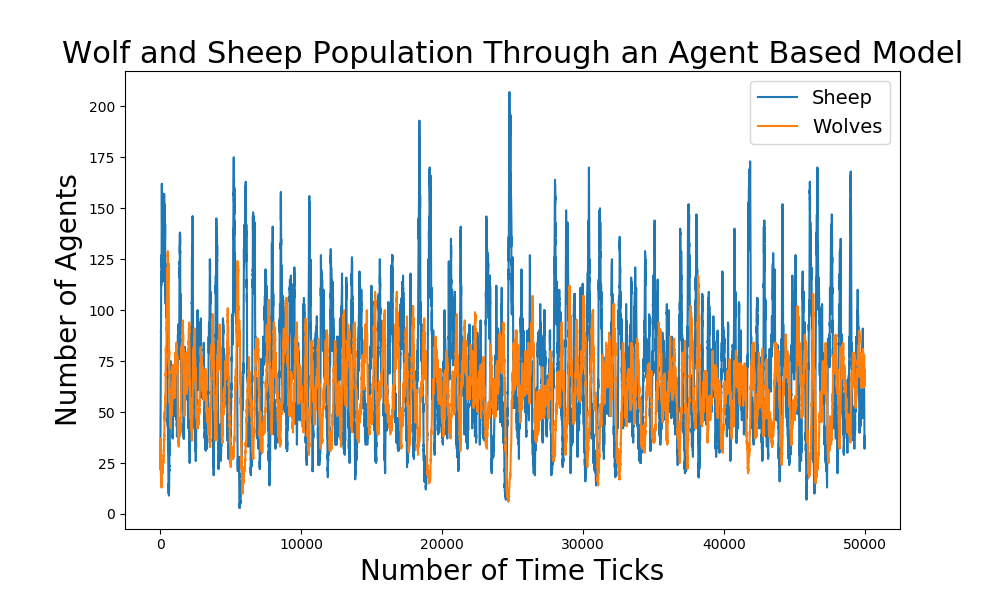 Wolf and Sheep Population Through an Agent Based Model
Sheep
Wolves
Number of Agents
200
175
150
125
100
75
50
25
0
0 10000 20000 30000 40000 50000
Number of Time Ticks